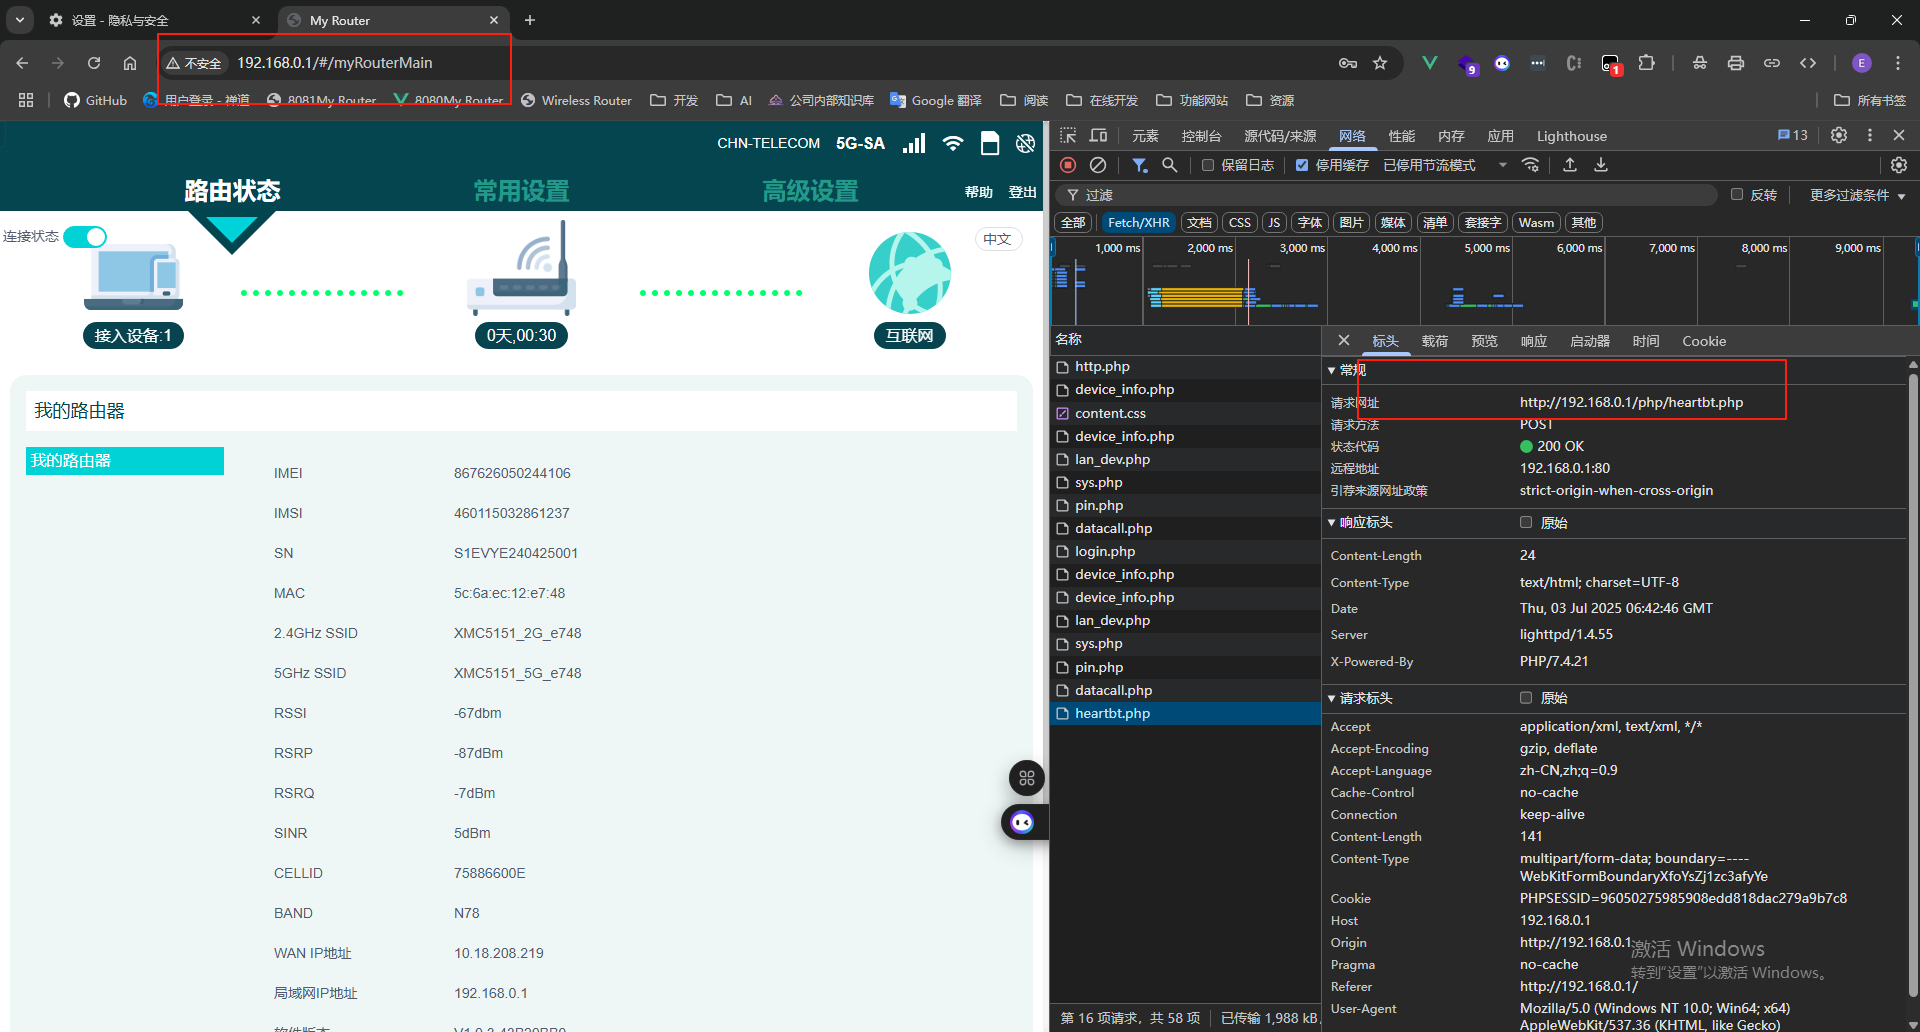 设置 - 隐私与安全
My Router
不安全 192.168.0.1/#/myRouterMain
9
1
E
GitHub 用户登录 - 禅道 8081My Router 8080My Router Wireless Router 开发 AI 公司内部知识库 Google 翻译 阅读 在线开发 功能网站 资源 所有书签
CHN-TELECOM 5G-SA
路由状态 常用设置 高级设置 帮助 登出
连接状态
中文
接入设备:1 0天,00:30 互联网
我的路由器
我的路由器
IMEI 867626050244106
IMSI 460115032861237
SN S1EVYE240425001
MAC 5c:6a:ec:12:e7:48
2.4GHz SSID XMC5151_2G_e748
5GHz SSID XMC5151_5G_e748
RSSI -67dbm
RSRP -87dBm
RSRQ -7dBm
SINR 5dBm
CELLID 75886600E
BAND N78
WAN IP地址 10.18.208.219
局域网IP地址 192.168.0.1
元素 控制台 源代码/来源 网络 性能 内存 应用 Lighthouse 13
保留日志 停用缓存 已停用节流模式
过滤 反转 更多过滤条件
全部 Fetch/XHR 文档 CSS JS 字体 图片 媒体 清单 套接字 Wasm 其他
1,000 ms 2,000 ms 3,000 ms 4,000 ms 5,000 ms 6,000 ms 7,000 ms 8,000 ms 9,000 ms
名称
http.php
device_info.php
content.css
device_info.php
lan_dev.php
sys.php
pin.php
datacall.php
login.php
device_info.php
device_info.php
lan_dev.php
sys.php
pin.php
datacall.php
heartbt.php
第 16 项请求，共 58 项 已传输 1,988 kB
标头 载荷 预览 响应 启动器 时间 Cookie
常规
请求网址 http://192.168.0.1/php/heartbt.php
请求方法 POST
状态代码 200 OK
远程地址 192.168.0.1:80
引荐来源网址政策 strict-origin-when-cross-origin
响应标头 原始
Content-Length 24
Content-Type text/html; charset=UTF-8
Date Thu, 03 Jul 2025 06:42:46 GMT
Server lighttpd/1.4.55
X-Powered-By PHP/7.4.21
请求标头 原始
Accept application/xml, text/xml, */*
Accept-Encoding gzip, deflate
Accept-Language zh-CN,zh;q=0.9
Cache-Control no-cache
Connection keep-alive
Content-Length 141
Content-Type multipart/form-data; boundary=----
WebKitFormBoundaryXfoYsZj1zc3afyYe
Cookie PHPSESSID=96050275985908edd818dac279a9b7c8
Host 192.168.0.1
Origin http://192.168.0.1
Pragma no-cache
Referer http://192.168.0.1/
User-Agent Mozilla/5.0 (Windows NT 10.0; Win64; x64)
AppleWebKit/537.36 (KHTML, like Gecko)
激活 Windows
转到"设置"以激活 Windows。